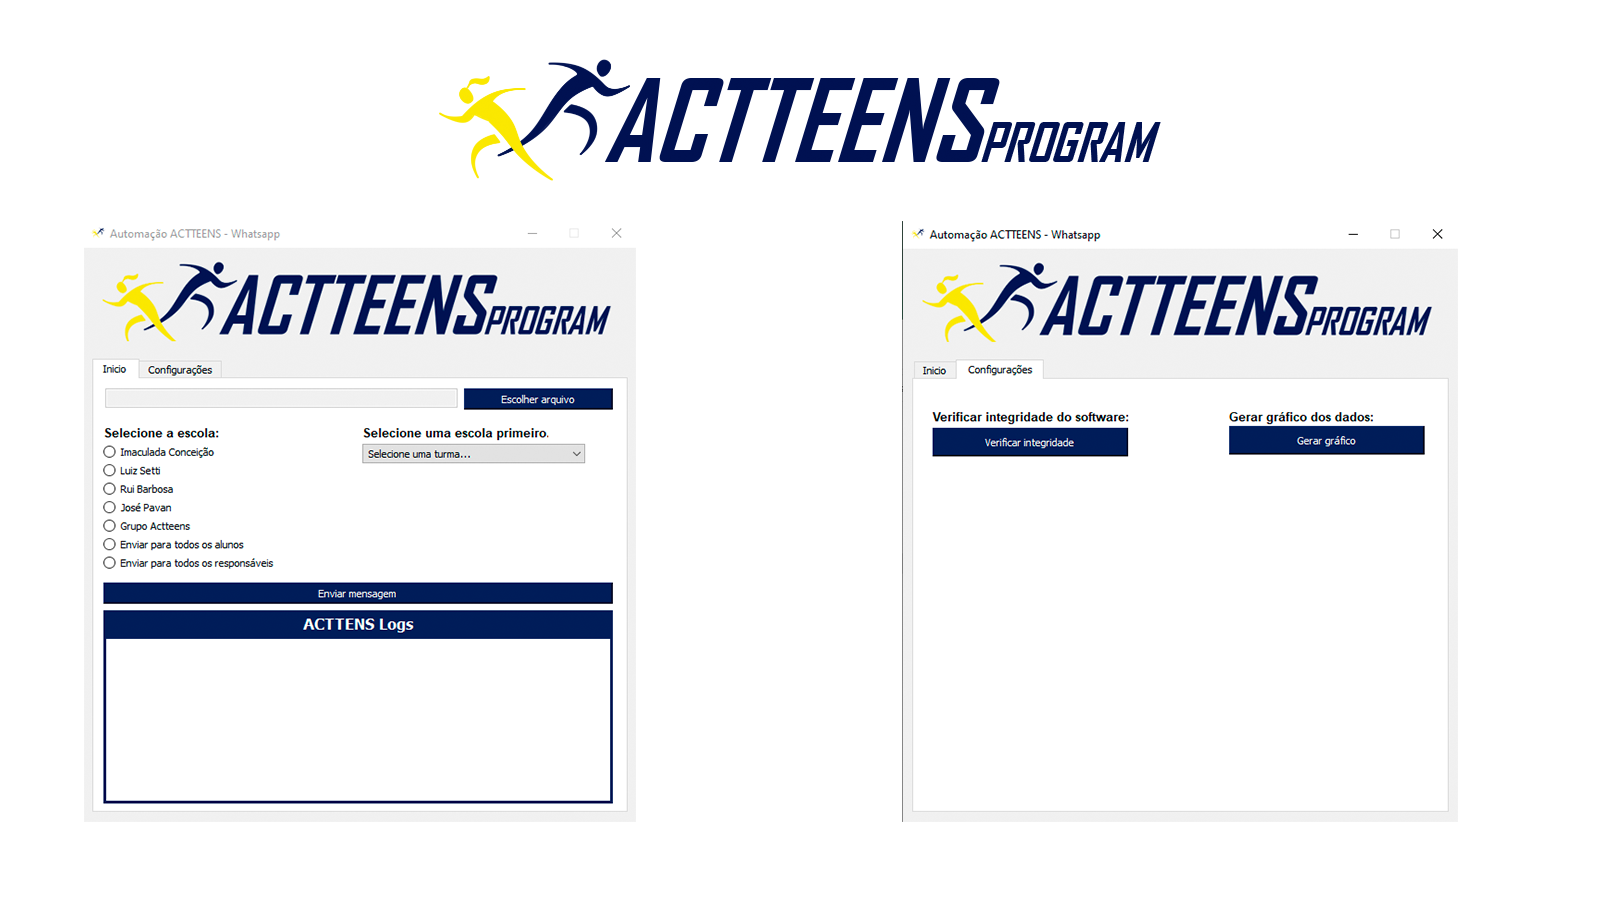 ACTTEENS PROGRAM
Automação ACTTEENS - Whatsapp
ACTTEENS PROGRAM
Inicio Configurações
Escolher arquivo
Selecione a escola: Selecione uma escola primeiro.
Imaculada Conceição Selecione uma turma...
Luiz Setti
Rui Barbosa
José Pavan
Grupo Actteens
Enviar para todos os alunos
Enviar para todos os responsáveis
Enviar mensagem
ACTTENS Logs
Automação ACTTEENS - Whatsapp
ACTTEENS PROGRAM
Inicio Configurações
Verificar integridade do software: Gerar gráfico dos dados:
Verificar integridade Gerar gráfico